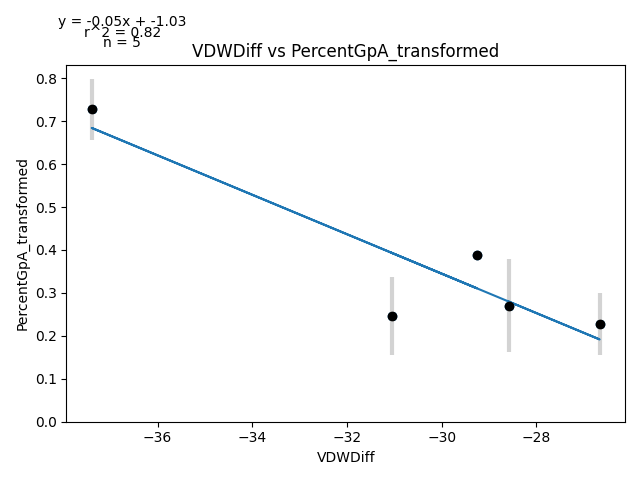 y = -0.05x + -1.03
r^2 = 0.82
n = 5
VDWDiff vs PercentGpA_transformed
0.8
0.7
0.6
0.5
0.4
0.3
0.2
0.1
0.0
PercentGpA_transformed
−36 −34 −32 −30 −28
VDWDiff